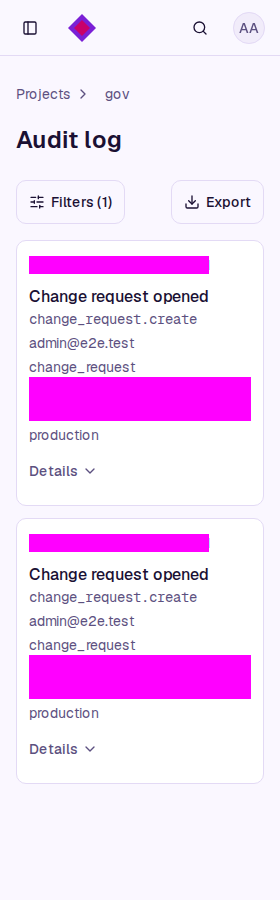 AA
Projects > gov
Audit log
Filters (1)
Export
Change request opened
change_request.create
admin@e2e.test
change_request
production
Details
Change request opened
change_request.create
admin@e2e.test
change_request
production
Details